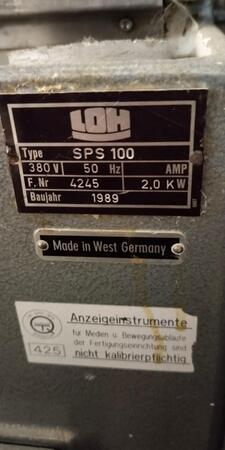 LOH
Type SPS 100
380 V 50 Hz AMP
F. Nr 4245 2,0 KW
Baujahr 1989
Made in West Germany
Anzeigeinstrumente
für Medien u. Bewegungsabläufe
der Fertigungseinrichtung sind
425 nicht kalibrierpflichtig